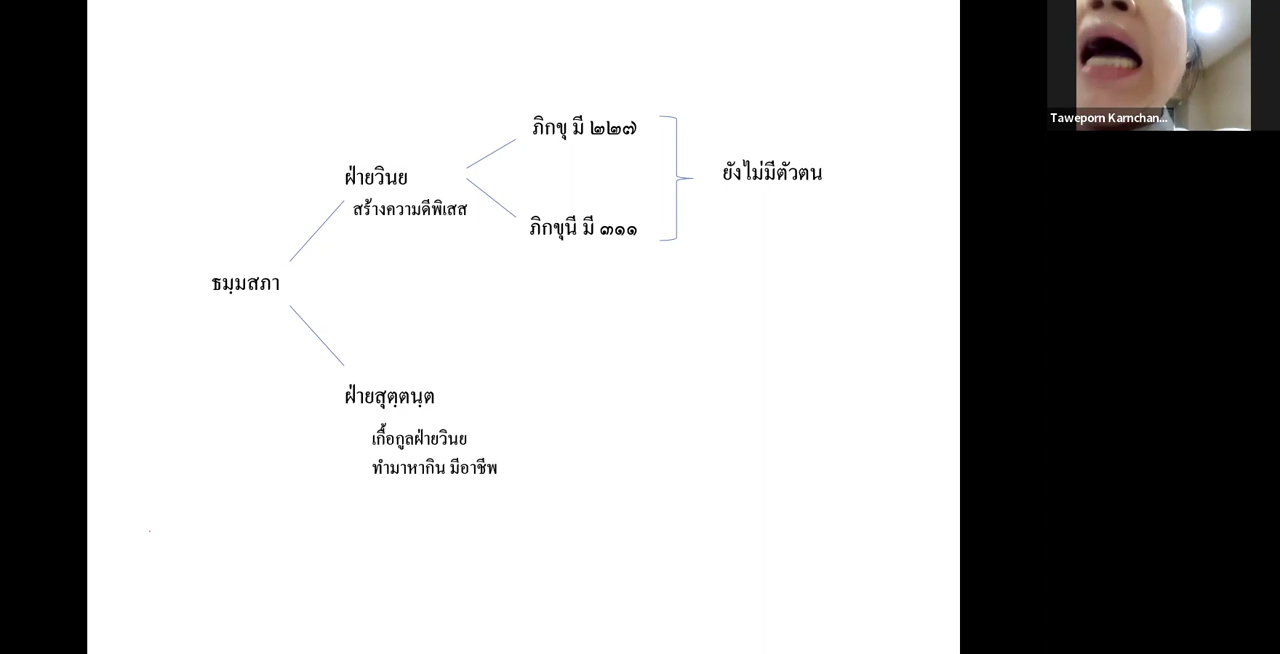 ภิกขุ มี ๒๒๗
ฝ่ายวินย
สร้างความดีพิเสส
ยังไม่มีตัวตน
ภิกขุนี มี ๓๑๑
ธมฺมสภา
ฝ่ายสุตฺตนฺต
เกื้อกูลฝ่ายวินย
ทำมาหากิน มีอาชีพ
Taweporn Karnchan...